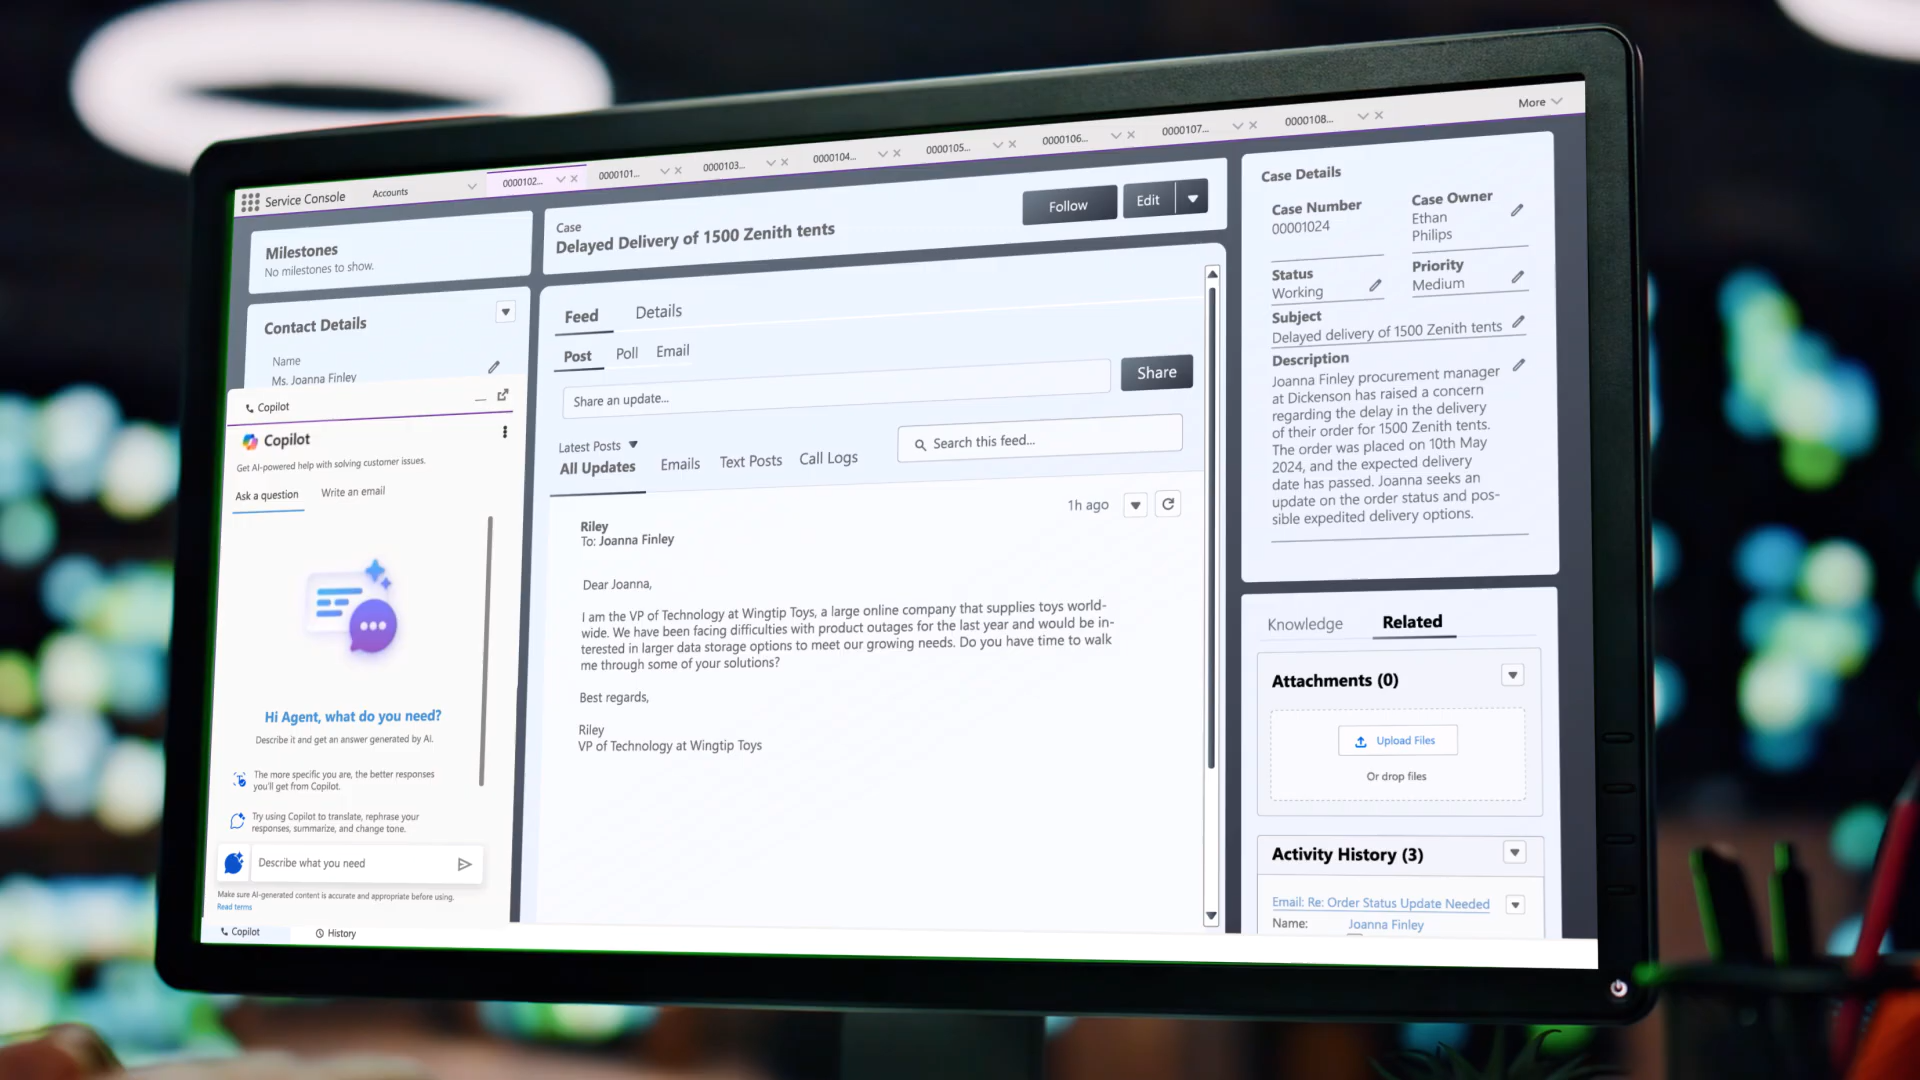 Service Console
Accounts
0000102...
0000101...
0000103...
0000104...
0000105...
0000106...
0000107...
0000108...
More
Milestones
No milestones to show.
Contact Details
Name
Ms. Joanna Finley
Copilot
Copilot
Get AI-powered help with solving customer issues.
Ask a question
Write an email
Hi Agent, what do you need?
Describe it and get an answer generated by AI.
The more specific you are, the better responses
you'll get from Copilot.
Try using Copilot to translate, rephrase your
responses, summarize, and change tone.
Describe what you need
Make sure AI-generated content is accurate and appropriate before using.
Read terms
Copilot
History
Case
Delayed Delivery of 1500 Zenith tents
Follow
Edit
Feed
Details
Post
Poll
Email
Share an update...
Share
Latest Posts
All Updates
Emails
Text Posts
Call Logs
Search this feed...
1h ago
Riley
To: Joanna Finley
Dear Joanna,
I am the VP of Technology at Wingtip Toys, a large online company that supplies toys world-
wide. We have been facing difficulties with product outages for the last year and would be in-
terested in larger data storage options to meet our growing needs. Do you have time to walk
me through some of your solutions?
Best regards,
Riley
VP of Technology at Wingtip Toys
Case Details
Case Number
00001024
Case Owner
Ethan
Philips
Status
Working
Priority
Medium
Subject
Delayed delivery of 1500 Zenith tents
Description
Joanna Finley procurement manager
at Dickenson has raised a concern
regarding the delay in the delivery
of their order for 1500 Zenith tents.
The order was placed on 10th May
2024, and the expected delivery
date has passed. Joanna seeks an
update on the order status and pos-
sible expedited delivery options.
Knowledge
Related
Attachments (0)
Upload Files
Or drop files
Activity History (3)
Email: Re: Order Status Update Needed
Name:
Joanna Finley